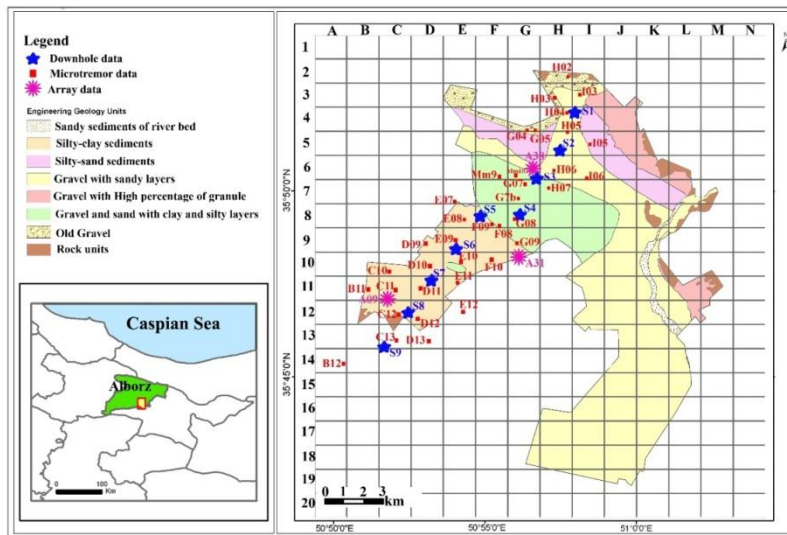 Legend
Downhole data
Microtremor data
Array data
Engineering Geology Units
Sandy sediments of river bed
Silty-clay sediments
Silty-sand sediments
Gravel with sandy layers
Gravel with High percentage of granule
Gravel and sand with clay and silty layers
Old Gravel
Rock units
Caspian Sea
Alborz
0 100
Km
A B C D E F G H I J K L M N
1
2
3
4
5
6
7
8
9
10
11
12
13
14
15
16
17
18
19
20
35°50'0"N
35°45'0"N
50°50'0"E
50°55'0"E
51°0'0"E
0 1 2 3
km
H02
H03 I03
H04 S1
G04 G05 H05
I05
S2
Mm9 H06
G07 S3 H07 I06
G7b
E07
E08 S5 S4
F09 F08 G08
D09 E09 S6 G09
D10 E10 F10 A31
C10
B11 C11 S7 E11
A09 D11
C12 S8 E12
D12
C13 D13
S9
B12